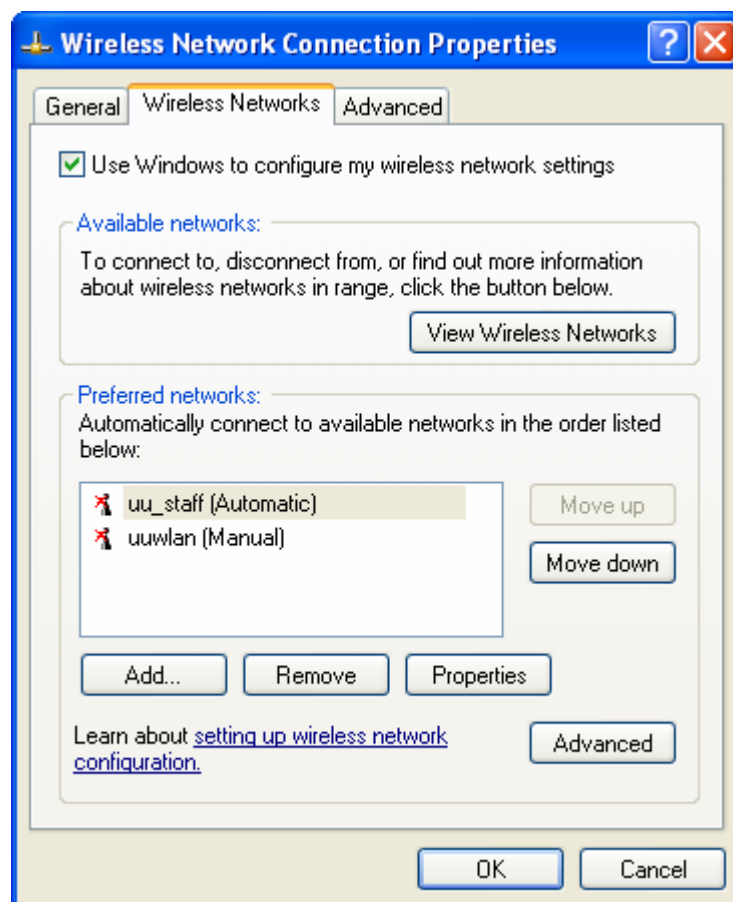 Wireless Network Connection Properties
General
Wireless Networks
Advanced
Use Windows to configure my wireless network settings
Available networks:
To connect to, disconnect from, or find out more information
about wireless networks in range, click the button below.
View Wireless Networks
Preferred networks:
Automatically connect to available networks in the order listed
below:
uu_staff (Automatic)
Move up
uuwlan (Manual)
Move down
Add...
Remove
Properties
Learn about setting up wireless network
configuration.
Advanced
OK
Cancel